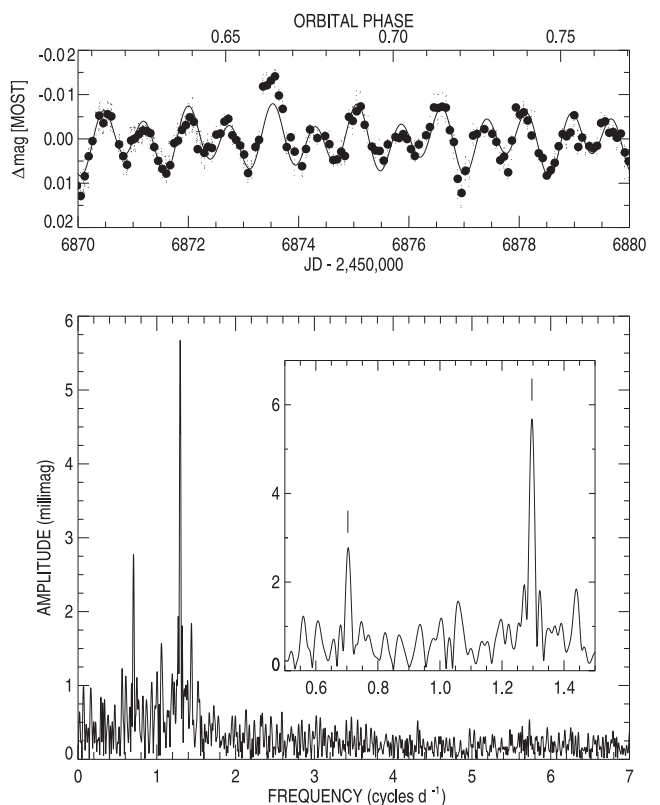 ORBITAL PHASE
0.65 0.70 0.75
-0.02
-0.01
0.00
0.01
0.02
Δmag [MOST]
6870 6872 6874 6876 6878 6880
JD - 2,450,000
6
5
4
3
2
1
0
AMPLITUDE (millimag)
6
4
2
0
0.6 0.8 1.0 1.2 1.4
0 1 2 3 4 5 6 7
FREQUENCY (cycles d⁻¹)